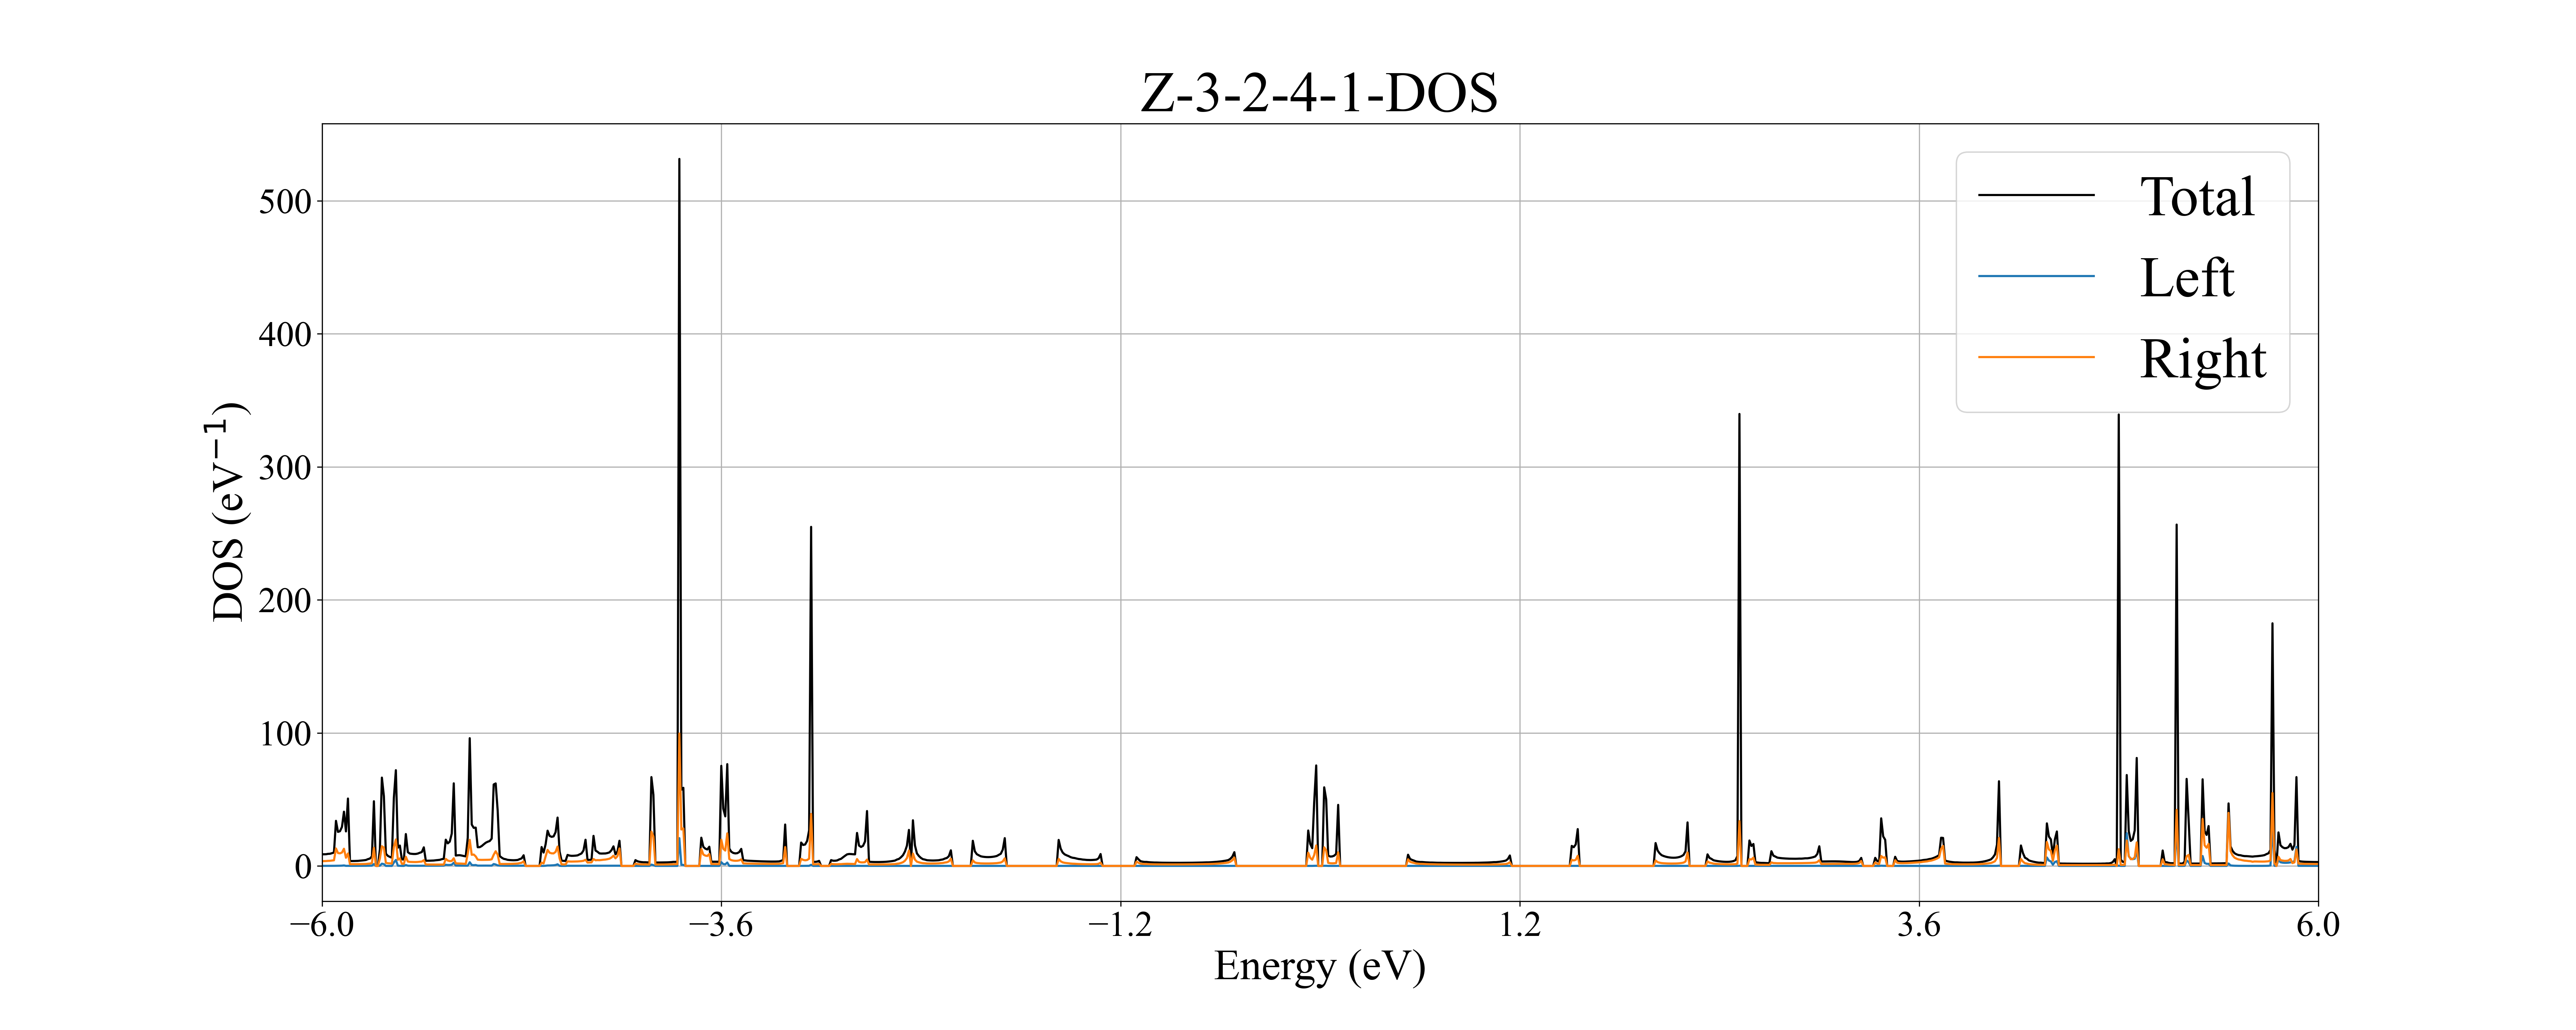 Z-3-2-4-1-DOS
Total
Left
Right
DOS (eV⁻¹)
500
400
300
200
100
0
−6.0 −3.6 −1.2 1.2 3.6 6.0
Energy (eV)